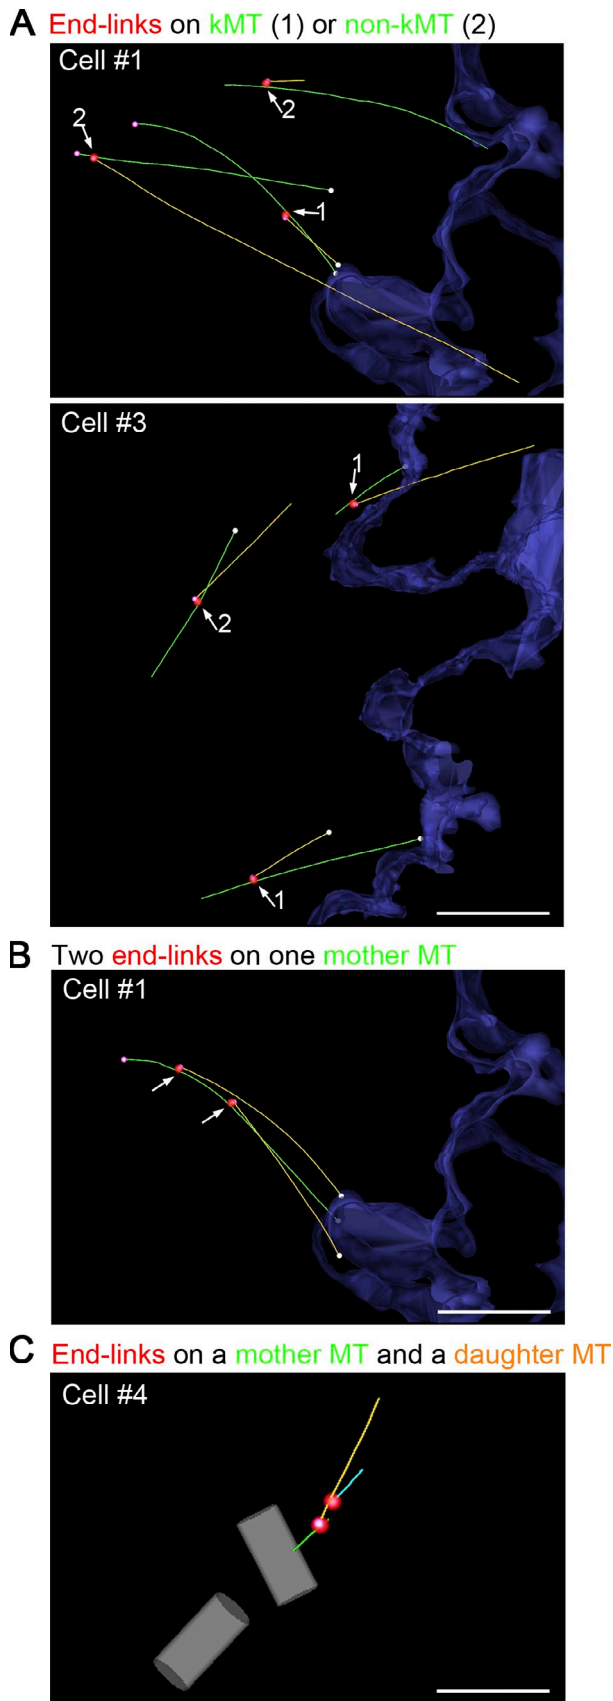 A End-links on kMT (1) or non-kMT (2)
Cell #1
2
2
1
Cell #3
1
2
1
B Two end-links on one mother MT
Cell #1
C End-links on a mother MT and a daughter MT
Cell #4